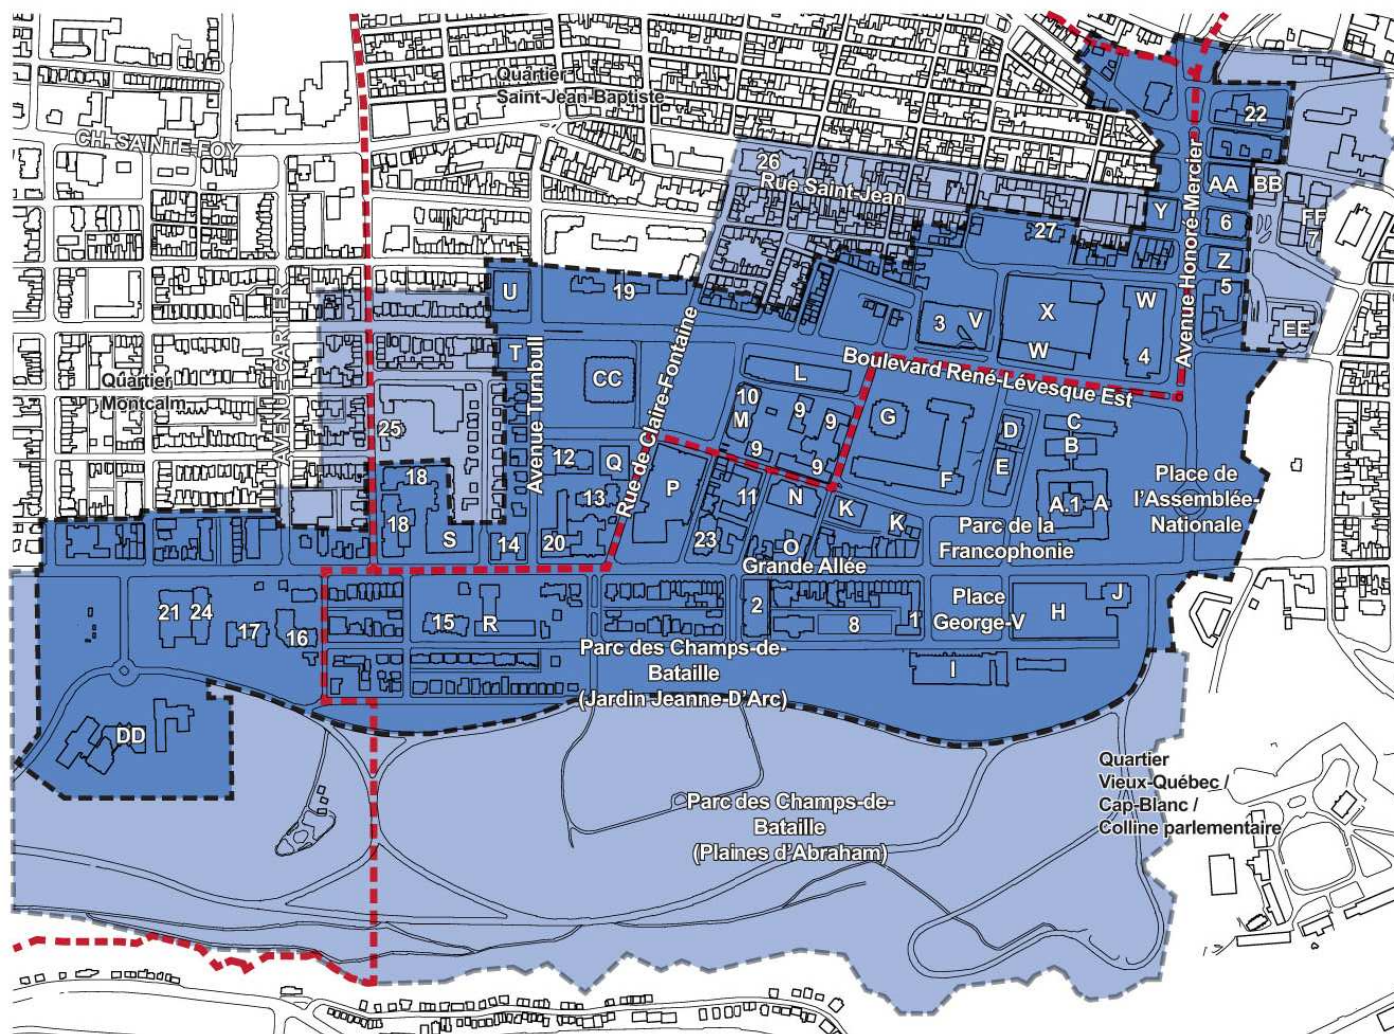 Quartier
Saint-Jean-Baptiste
CH. SAINTE-FOY
26
Rue Saint-Jean
22
Avenue Honoré-Mercier
AA
BB
Y
6
FF
7
27
Z
5
U
19
AVENUE CARTIER
W
X
V
3
EE
T
Avenue Turnbull
Rue de Claire-Fontaine
W
4
Boulevard René-Lévesque Est
CC
L
Quartier
Montcalm
10
M
9
9
G
D
C
B
25
9
9
E
12
Q
18
F
Place de
l'Assemblée-
Nationale
P
13
11
N
A.1
A
18
K
K
Parc de la
Francophonie
S
14
20
23
O
Grande Allée
21
24
17
16
15
R
2
8
1
Place
George-V
H
J
Parc des Champs-de-
Bataille
(Jardin Jeanne-D'Arc)
I
DD
Quartier
Vieux-Québec /
Cap-Blanc /
Colline parlementaire
Parc des Champs-de-
Bataille
(Plaines d'Abraham)